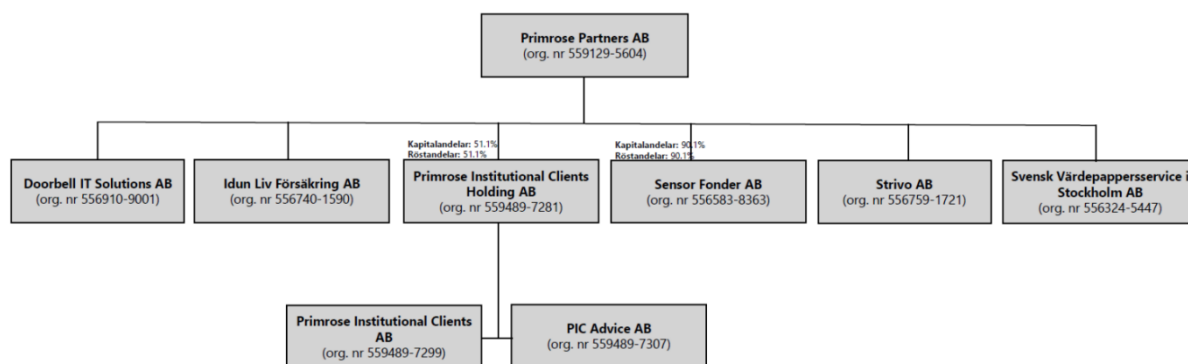 Primrose Partners AB
(org. nr 559129-5604)
Kapitalandelar: 51.1%
Röstandelar: 51.1%
Kapitalandelar: 90.1%
Röstandelar: 90.1%
Doorbell IT Solutions AB
(org. nr 556910-9001)
Idun Liv Försäkring AB
(org. nr 556740-1590)
Primrose Institutional Clients
Holding AB
(org. nr 559489-7281)
Sensor Fonder AB
(org. nr 556583-8363)
Strivo AB
(org. nr 556759-1721)
Svensk Värdepappersservice i
Stockholm AB
(org. nr 556324-5447)
Primrose Institutional Clients
AB
(org. nr 559489-7299)
PIC Advice AB
(org. nr 559489-7307)